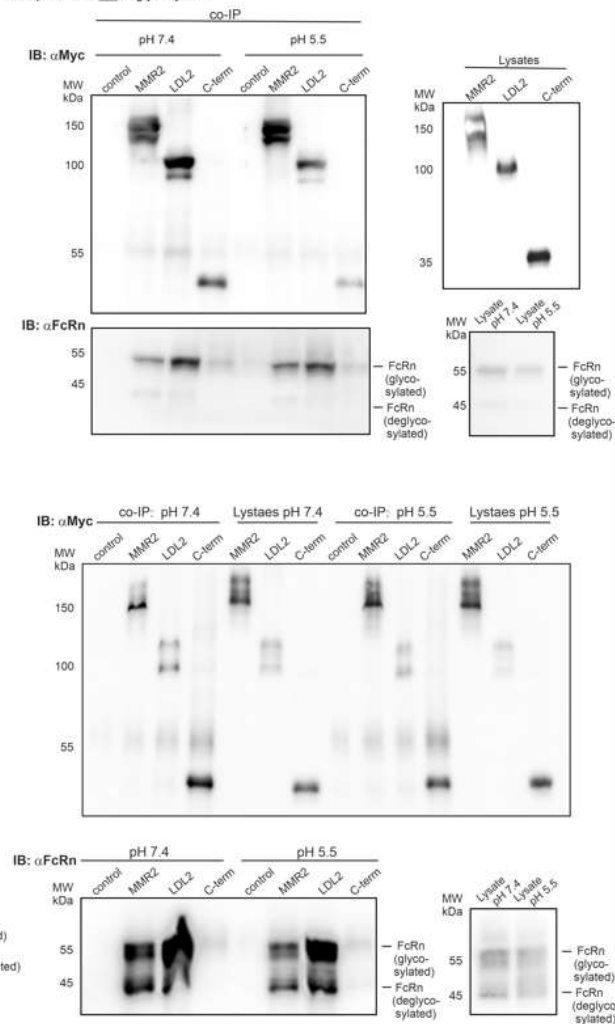 co-IP
pH 7.4 pH 5.5
IB: αMyc
control MMR2 LDL2 C-term control MMR2 LDL2 C-term
MW
kDa
150
100
55
Lysates
MMR2 LDL2 C-term
MW
kDa
150
100
35
IB: αFcRn
55
45
FcRn
(glyco-
sylated)
FcRn
(deglyco-
sylated)
Lysate pH 7.4 Lysate pH 5.5
MW
kDa
55
45
FcRn
(glyco-
sylated)
FcRn
(deglyco-
sylated)
co-IP: pH 7.4 Lystaes pH 7.4 co-IP: pH 5.5 Lystaes pH 5.5
IB: αMyc
control MMR2 LDL2 C-term MMR2 LDL2 C-term control MMR2 LDL2 C-term MMR2 LDL2 C-term
MW
kDa
150
100
55
pH 7.4 pH 5.5
IB: αFcRn
control MMR2 LDL2 C-term control MMR2 LDL2 C-term
MW
kDa
55
45
FcRn
(glyco-
sylated)
FcRn
(deglyco-
sylated)
Lysate pH 7.4 Lysate pH 5.5
MW
kDa
55
45
FcRn
(glyco-
sylated)
FcRn
(deglyco-
sylated)